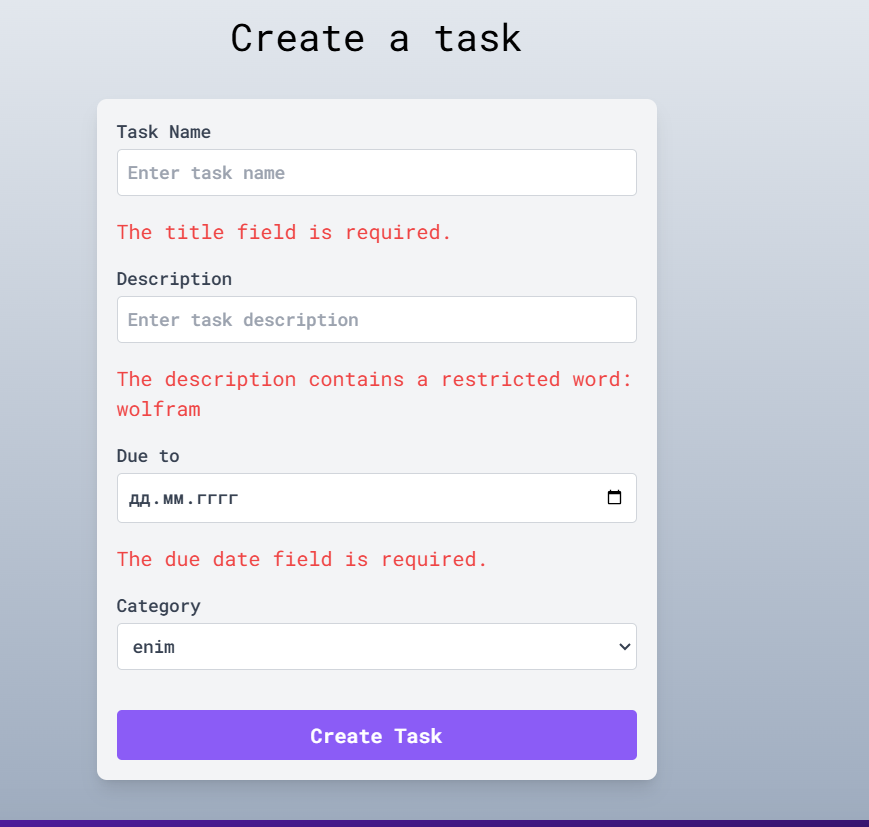 Create a task
Task Name
Enter task name
The title field is required.
Description
Enter task description
The description contains a restricted word:
wolfram
Due to
дд.мм.гггг
The due date field is required.
Category
enim
Create Task